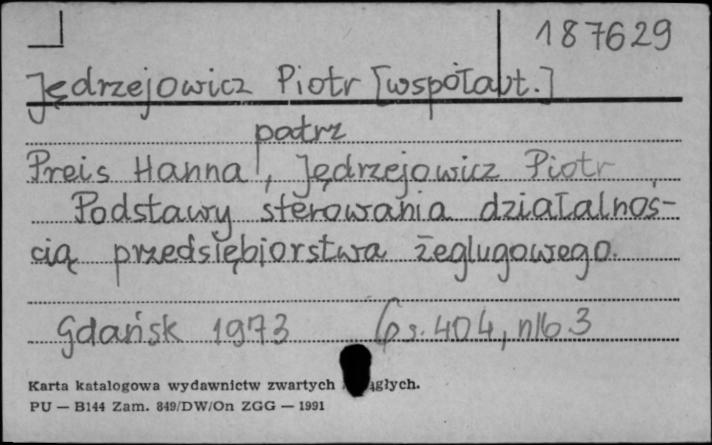 187629
Jędrzejowicz Piotr [współaut.]
patrz
Preis Hanna, Jędrzejowicz Piotr
Podstawy sterowania działalnoś-
cią przedsiębiorstwa żeglugowego.
Gdańsk 1973 s. 404, nlb 3
Karta katalogowa wydawnictw zwartych ągłych.
PU — B144 Zam. 849/DW/On ZGG — 1991